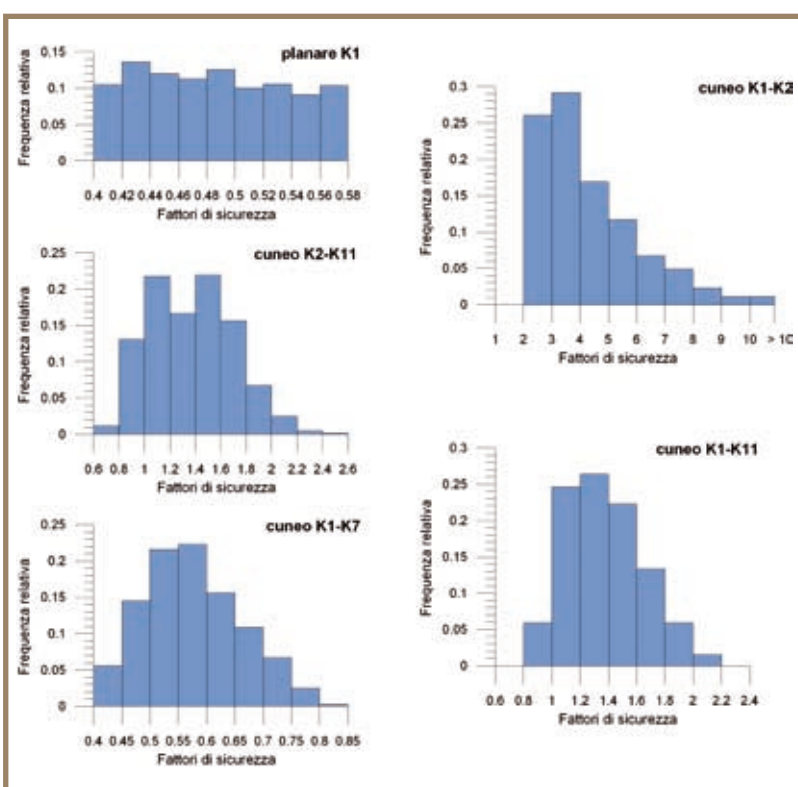 planare K1
Frequenza relativa
0.15
0.1
0.05
0
0.4 0.42 0.44 0.46 0.48 0.5 0.52 0.54 0.56 0.58
Fattori di sicurezza
cuneo K2-K11
Frequenza relativa
0.25
0.2
0.15
0.1
0.05
0
0.6 0.8 1 1.2 1.4 1.6 1.8 2 2.2 2.4 2.6
Fattori di sicurezza
cuneo K1-K7
Frequenza relativa
0.25
0.2
0.15
0.1
0.05
0
0.4 0.45 0.5 0.55 0.6 0.65 0.7 0.75 0.8 0.85
Fattori di sicurezza
cuneo K1-K2
Frequenza relativa
0.3
0.25
0.2
0.15
0.1
0.05
0
1 2 3 4 5 6 7 8 9 10 > 10
Fattori di sicurezza
cuneo K1-K11
Frequenza relativa
0.3
0.25
0.2
0.15
0.1
0.05
0
0.6 0.8 1 1.2 1.4 1.6 1.8 2 2.2 2.4
Fattori di sicurezza